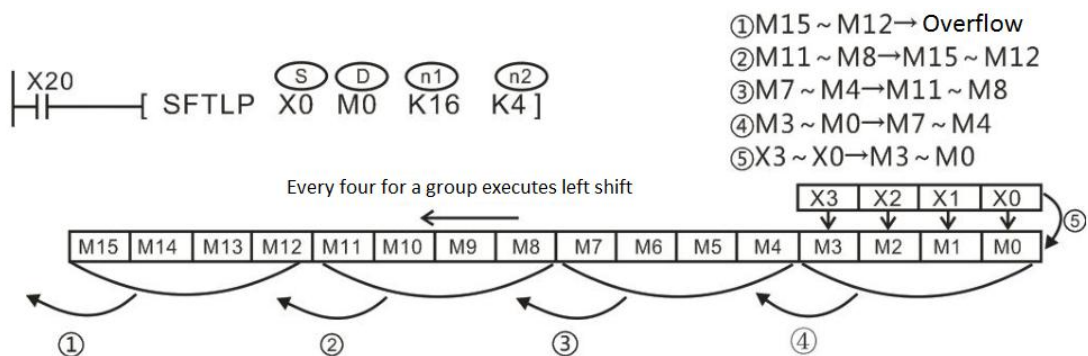 X20
S D n1 n2
[ SFTLP X0 M0 K16 K4 ]
①M15~M12→Overflow
②M11~M8→M15~M12
③M7~M4→M11~M8
④M3~M0→M7~M4
⑤X3~X0→M3~M0
Every four for a group executes left shift
X3 X2 X1 X0
⑤
M15 M14 M13 M12 M11 M10 M9 M8 M7 M6 M5 M4 M3 M2 M1 M0
① ② ③ ④